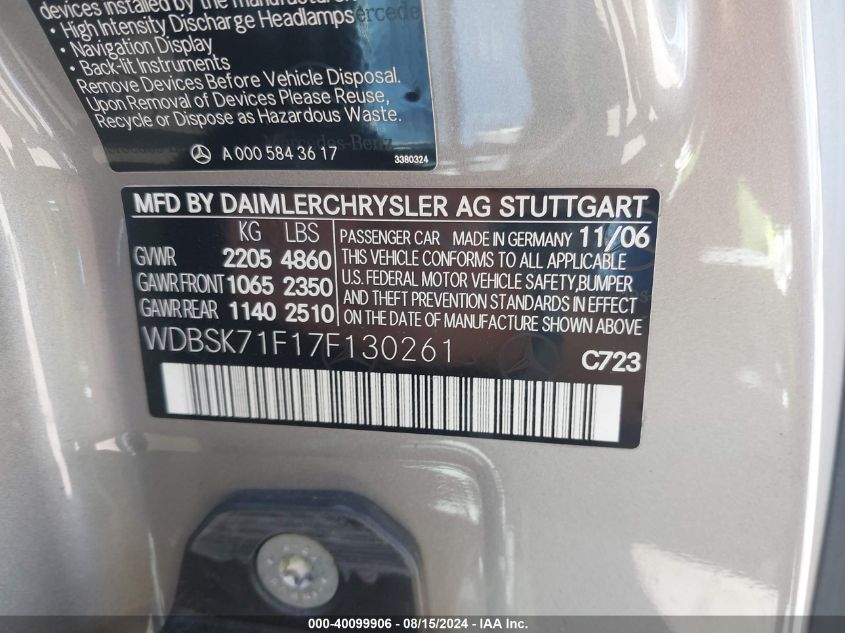 devices installed by the manufacturer.
• High Intensity Discharge Headlamps
• Navigation Display
• Back-lit Instruments
Remove Devices Before Vehicle Disposal.
Upon Removal of Devices Please Reuse,
Recycle or Dispose as Hazardous Waste.
Mercedes-Benz
A 000 584 36 17
3380324
MFD BY DAIMLERCHRYSLER AG STUTTGART
KG LBS
GVWR 2205 4860
GAWR FRONT 1065 2350
GAWR REAR 1140 2510
PASSENGER CAR MADE IN GERMANY 11/06
THIS VEHICLE CONFORMS TO ALL APPLICABLE
U.S. FEDERAL MOTOR VEHICLE SAFETY,BUMPER
AND THEFT PREVENTION STANDARDS IN EFFECT
ON THE DATE OF MANUFACTURE SHOWN ABOVE.
WDBSK71F17F130261
C723
000-40099906 - 08/15/2024 - IAA Inc.